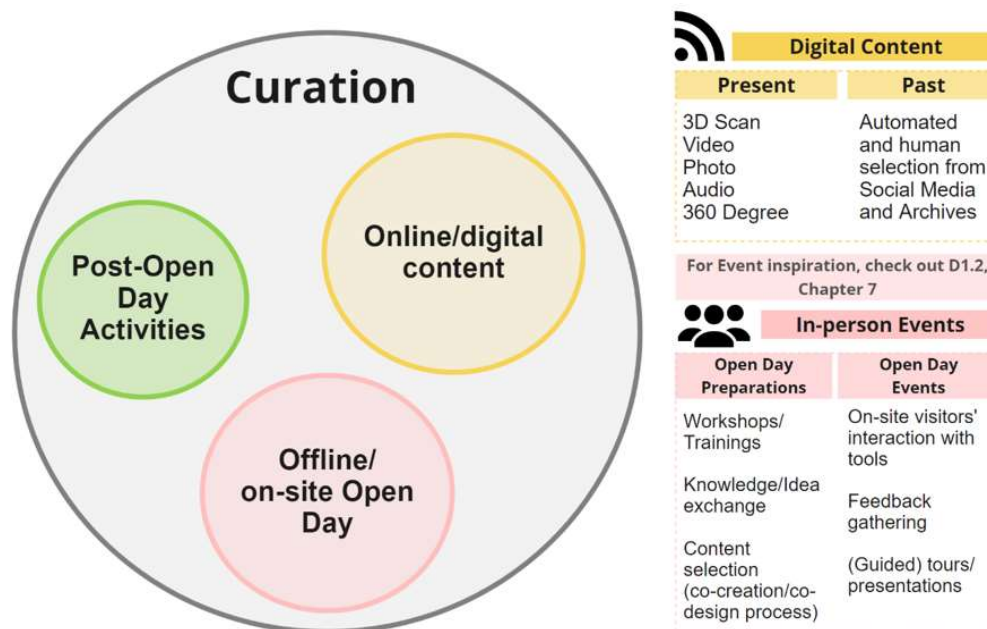 Curation
Post-Open
Day
Activities
Online/digital
content
Offline/
on-site Open
Day
Digital Content
Present
3D Scan
Video
Photo
Audio
360 Degree
Past
Automated
and human
selection from
Social Media
and Archives
For Event inspiration, check out D1.2,
Chapter 7
In-person Events
Open Day
Preparations
Workshops/
Trainings
Knowledge/Idea
exchange
Content
selection
(co-creation/co-
design process)
Open Day
Events
On-site visitors'
interaction with
tools
Feedback
gathering
(Guided) tours/
presentations